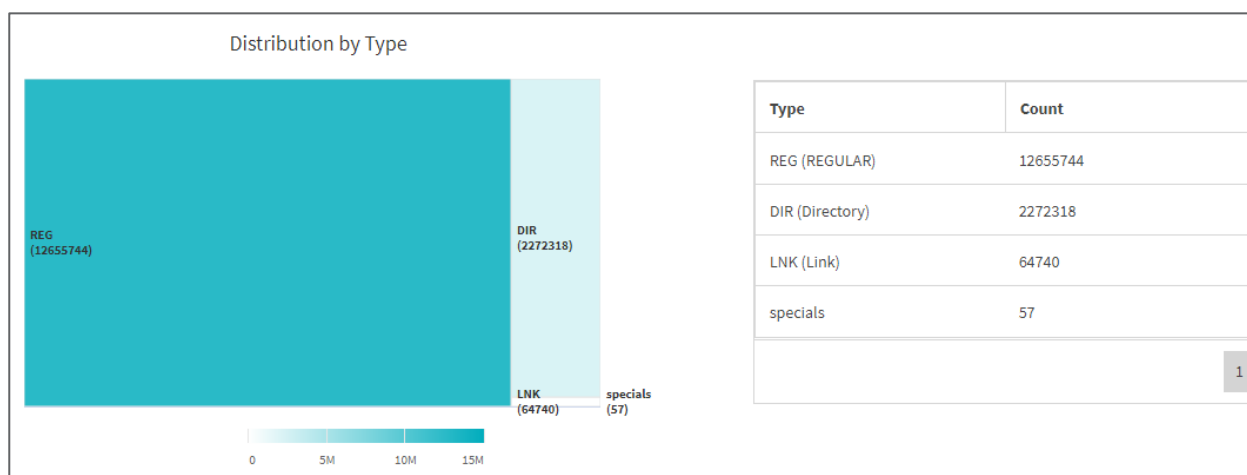 Distribution by Type
REG
(12655744)
DIR
(2272318)
LNK
(64740)
specials
(57)
0 5M 10M 15M
Type Count
REG (REGULAR) 12655744
DIR (Directory) 2272318
LNK (Link) 64740
specials 57
1